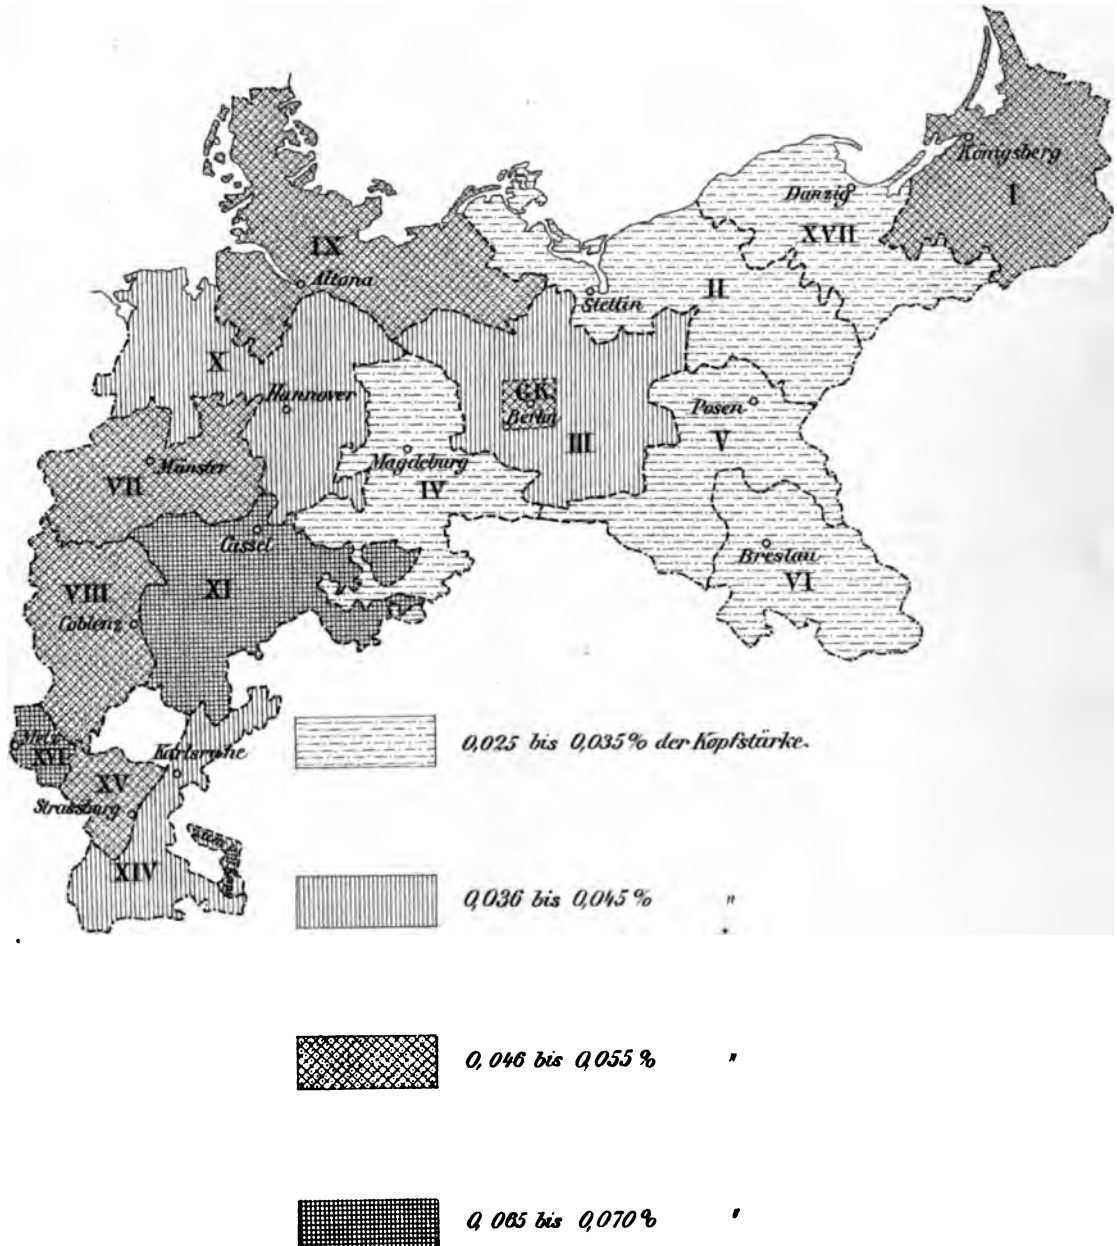 Königsberg
I
Danzig
XVII
IX
Altona
II
Stettin
X
Hannover
G.K.
Berlin
III
Posen
V
Magdeburg
IV
Münster
VII
Cassel
XI
Breslau
VI
VIII
Coblenz
Metz
XVI
Karlsruhe
XV
Strassburg
XIV
0,025 bis 0,035% der Kopfstärke.
0,036 bis 0,045% "
0,046 bis 0,055% "
0,065 bis 0,070% "